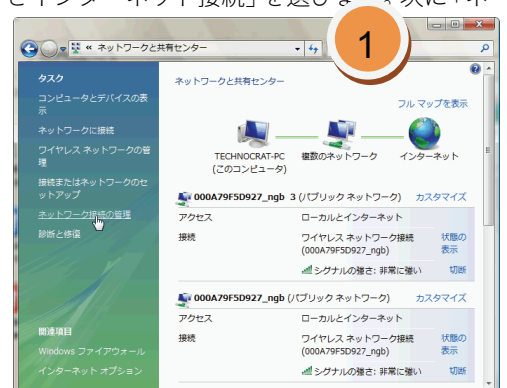 とインターネット接続」を選びます。次に「ネ
1
« ネットワークと共有センター
タスク
コンピュータとデバイスの表
示
ネットワークに接続
ワイヤレス ネットワークの管
理
接続またはネットワークのセ
ットアップ
ネットワーク接続の管理
診断と修復
関連項目
Windows ファイアウォール
インターネット オプション
ネットワークと共有センター
フル マップを表示
TECHNOCRAT-PC
(このコンピュータ)
複数のネットワーク
インターネット
000A79F5D927_ngb 3 (パブリック ネットワーク) カスタマイズ
アクセス ローカルとインターネット
接続 ワイヤレス ネットワーク接続
(000A79F5D927_ngb)
状態の
表示
シグナルの強さ: 非常に強い 切断
000A79F5D927_ngb (パブリック ネットワーク) カスタマイズ
アクセス ローカルとインターネット
接続 ワイヤレス ネットワーク接続
(000A79F5D927_ngb)
状態の
表示
シグナルの強さ: 非常に強い 切断